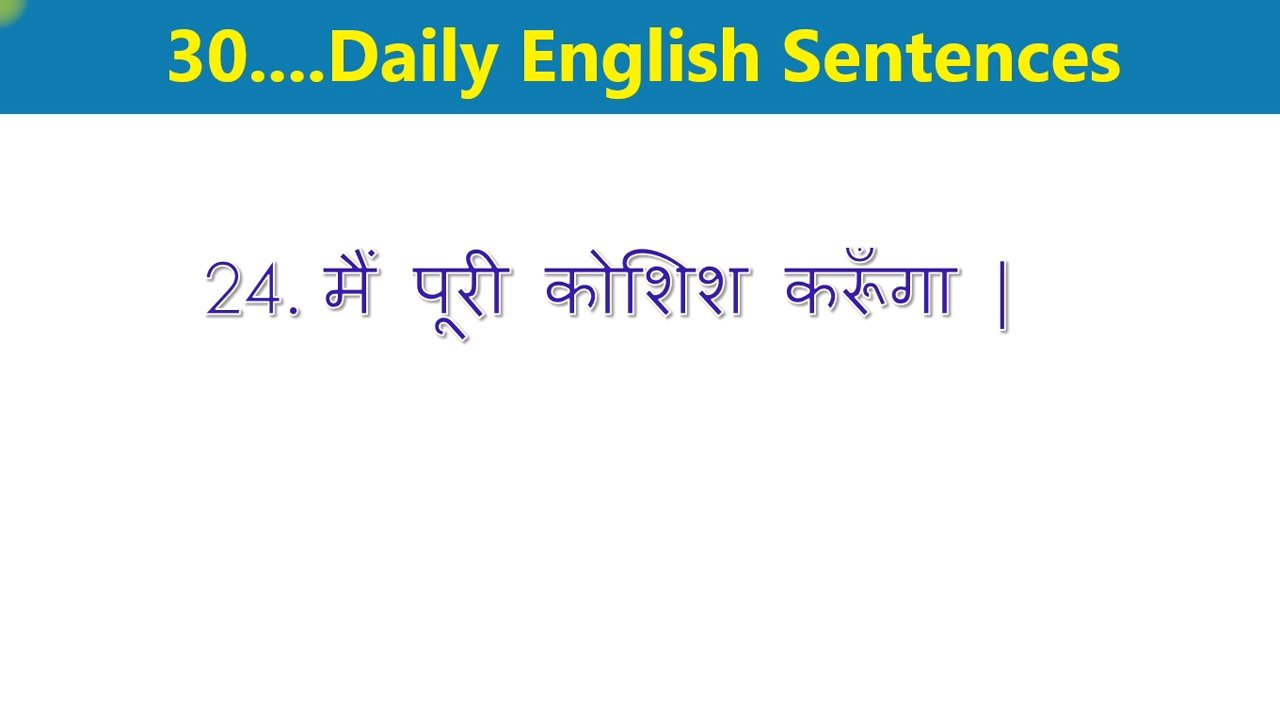 30....Daily English Sentences
24. मैं पूरी कोशिश करूँगा |